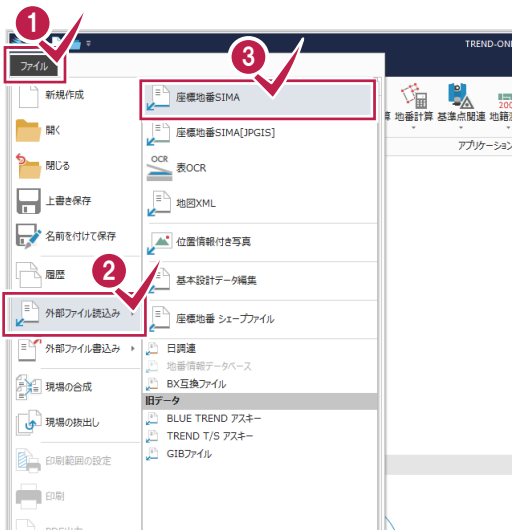 1
3
TREND-ONE
ファイル
新規作成
開く
閉じる
上書き保存
名前を付けて保存
履歴
2
外部ファイル読込み
外部ファイル書込み
現場の合成
現場の抜出し
印刷範囲の設定
印刷
座標地番SIMA
座標地番SIMA[JPGIS]
OCR
表OCR
地図XML
位置情報付き写真
基本設計データ編集
座標地番 シェープファイル
日調連
地番情報データベース
BX互換ファイル
旧データ
BLUE TREND アスキー
TREND T/S アスキー
GIBファイル
地番計算
基準点関連
地籍
200
アプリケーション